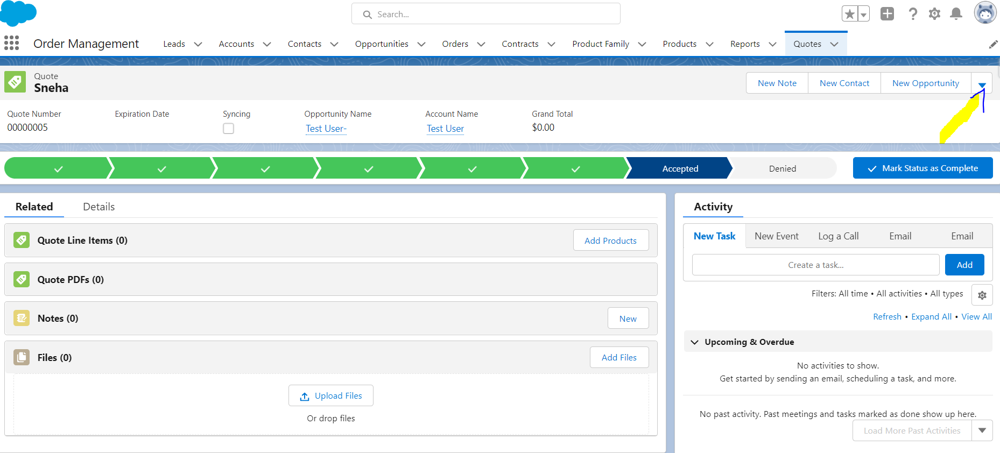 Search...
Order Management Leads Accounts Contacts Opportunities Orders Contracts Product Family Products Reports Quotes
Quote
Sneha
New Note New Contact New Opportunity
Quote Number Expiration Date Syncing Opportunity Name Account Name Grand Total
00000005 Test User- Test User $0.00
Accepted Denied Mark Status as Complete
Related Details
Quote Line Items (0) Add Products
Quote PDFs (0)
Notes (0) New
Files (0) Add Files
Upload Files
Or drop files
Activity
New Task New Event Log a Call Email Email
Create a task... Add
Filters: All time • All activities • All types
Refresh • Expand All • View All
Upcoming & Overdue
No activities to show.
Get started by sending an email, scheduling a task, and more.
No past activity. Past meetings and tasks marked as done show up here.
Load More Past Activities